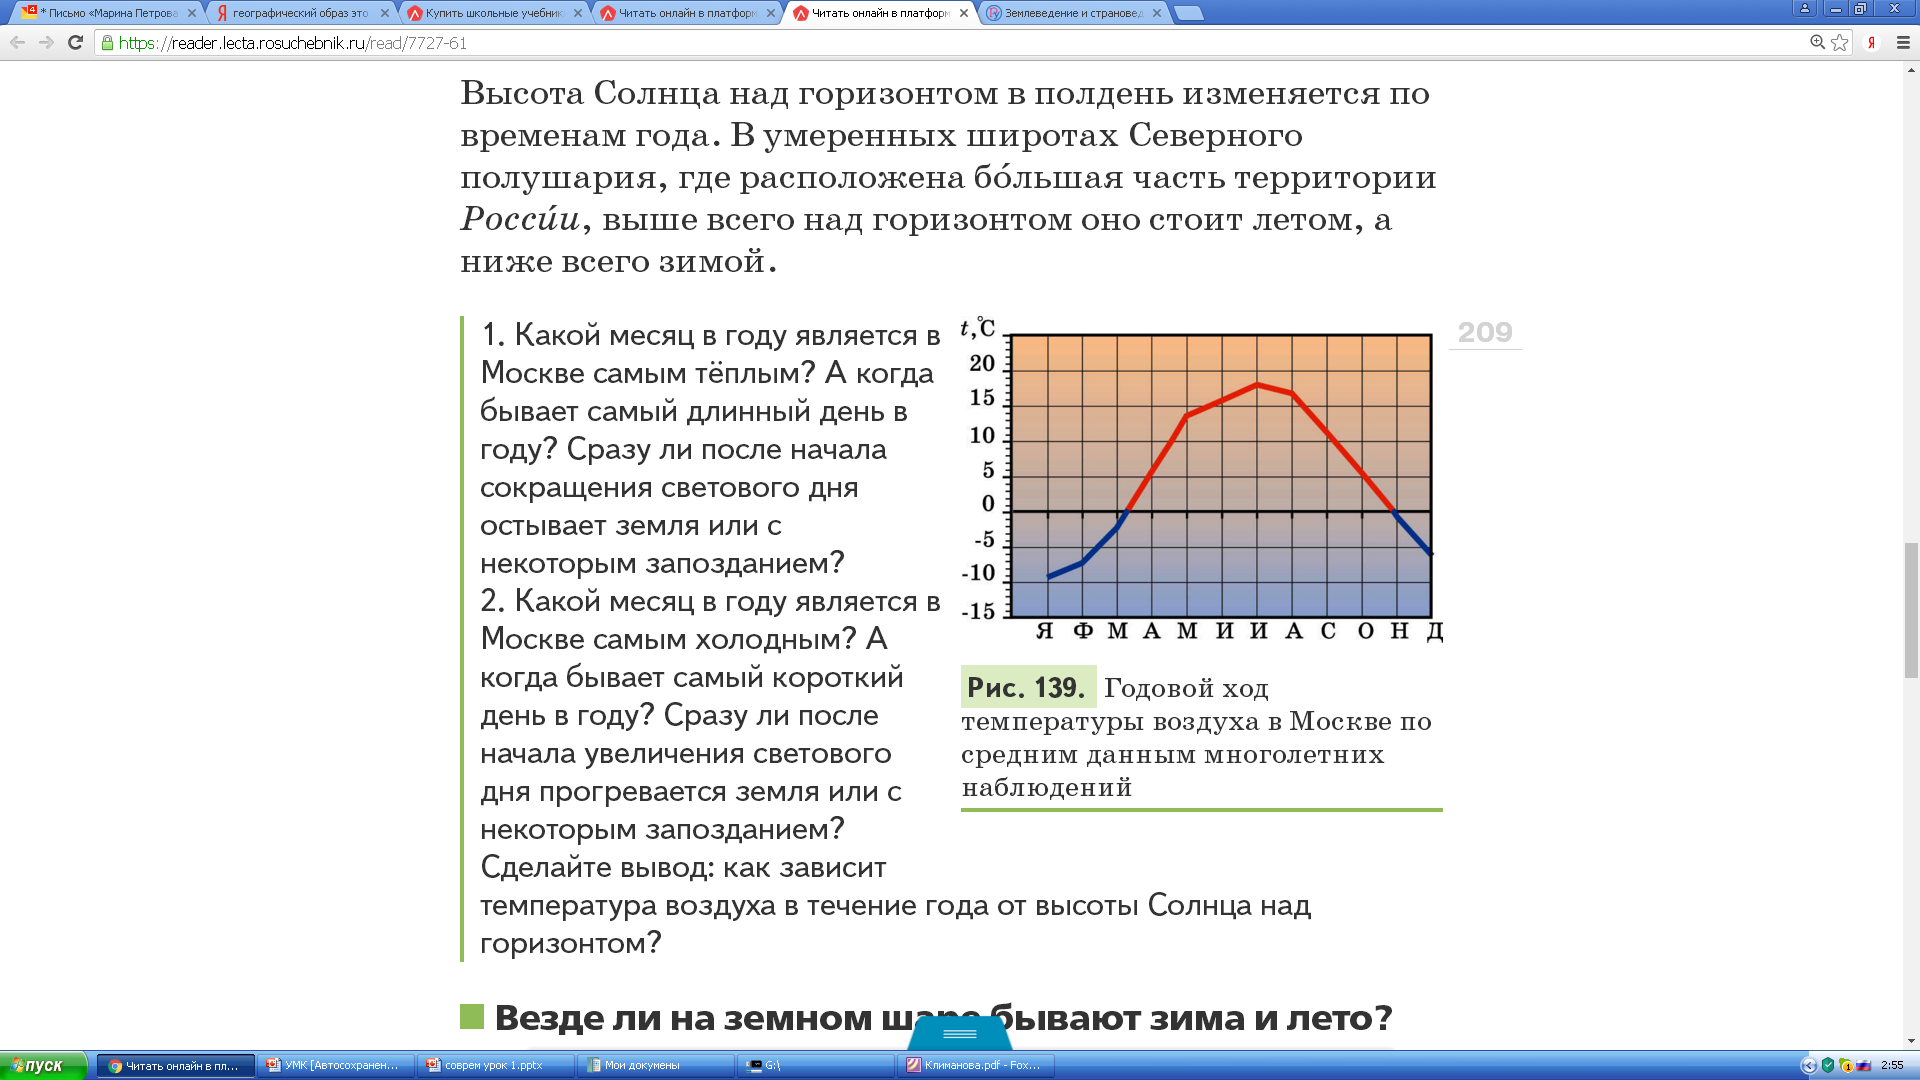 * Письмо «Марина Петрова
географический образ это
Купить школьные учебник
Читать онлайн в платформ
Читать онлайн в платформ
Землеведение и страновед
https://reader.lecta.rosuchebnik.ru/read/7727-61
Высота Солнца над горизонтом в полдень изменяется по
временам года. В умеренных широтах Северного
полушария, где расположена бо́льшая часть территории
Росси́и, выше всего над горизонтом оно стоит летом, а
ниже всего зимой.
209
1. Какой месяц в году является в
Москве самым тёплым? А когда
бывает самый длинный день в
году? Сразу ли после начала
сокращения светового дня
остывает земля или с
некоторым запозданием?
2. Какой месяц в году является в
Москве самым холодным? А
когда бывает самый короткий
день в году? Сразу ли после
начала увеличения светового
дня прогревается земля или с
некоторым запозданием?
Сделайте вывод: как зависит
температура воздуха в течение года от высоты Солнца над
горизонтом?
t,°C
20
15
10
5
0
-5
-10
-15
Я Ф М А М И И А С О Н Д
Рис. 139. Годовой ход
температуры воздуха в Москве по
средним данным многолетних
наблюдений
Везде ли на земном шаре бывают зима и лето?
пуск
Читать онлайн в пл...
УМК [Автосохранен...
соврем урок 1.pptx
Мои докумены
G:\
Климанова.pdf - Fox...
2:55